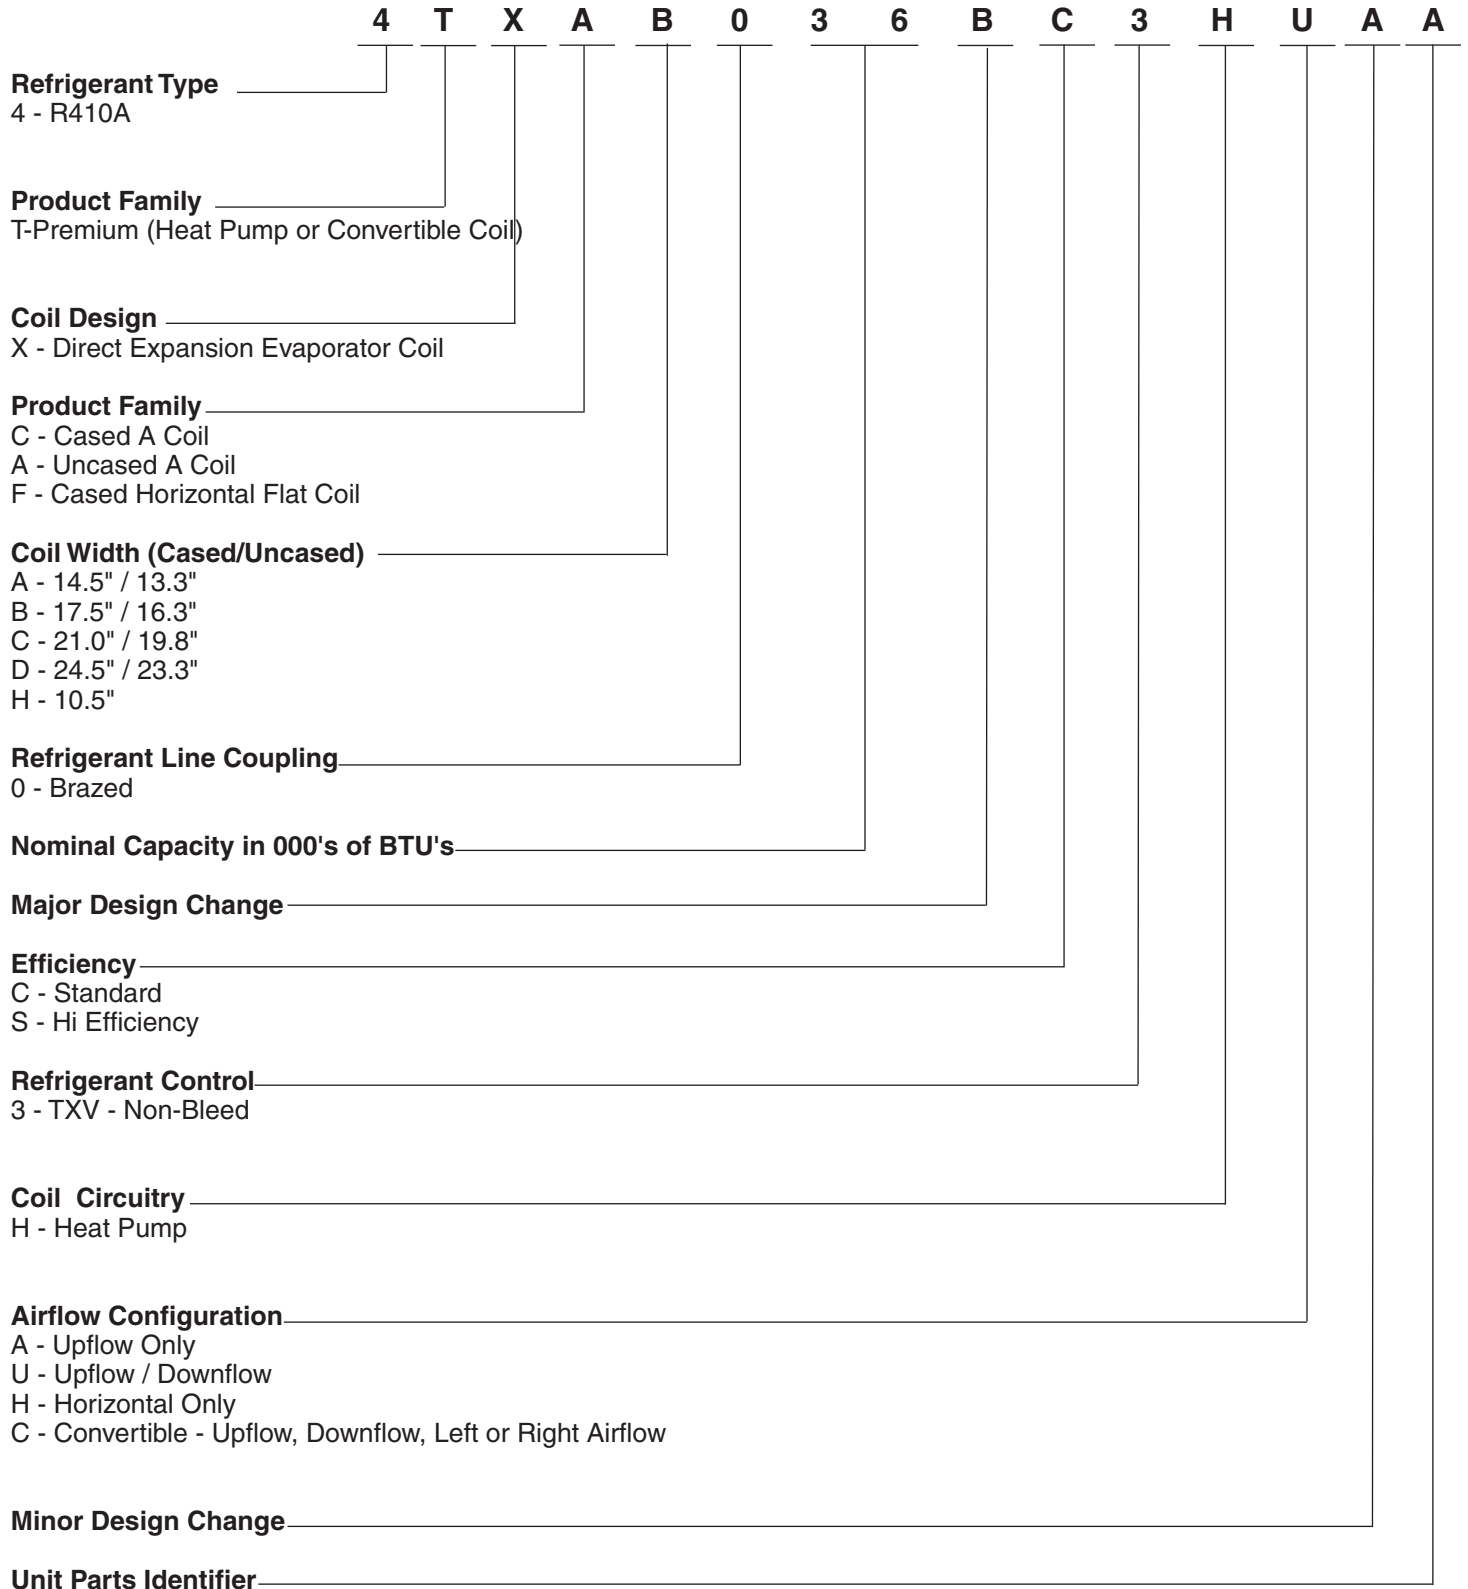 4 T X A B 0 3 6 B C 3 H U A A
Refrigerant Type
4 - R410A
Product Family
T-Premium (Heat Pump or Convertible Coil)
Coil Design
X - Direct Expansion Evaporator Coil
Product Family
C - Cased A Coil
A - Uncased A Coil
F - Cased Horizontal Flat Coil
Coil Width (Cased/Uncased)
A - 14.5" / 13.3"
B - 17.5" / 16.3"
C - 21.0" / 19.8"
D - 24.5" / 23.3"
H - 10.5"
Refrigerant Line Coupling
0 - Brazed
Nominal Capacity in 000's of BTU's
Major Design Change
Efficiency
C - Standard
S - Hi Efficiency
Refrigerant Control
3 - TXV - Non-Bleed
Coil Circuitry
H - Heat Pump
Airflow Configuration
A - Upflow Only
U - Upflow / Downflow
H - Horizontal Only
C - Convertible - Upflow, Downflow, Left or Right Airflow
Minor Design Change
Unit Parts Identifier